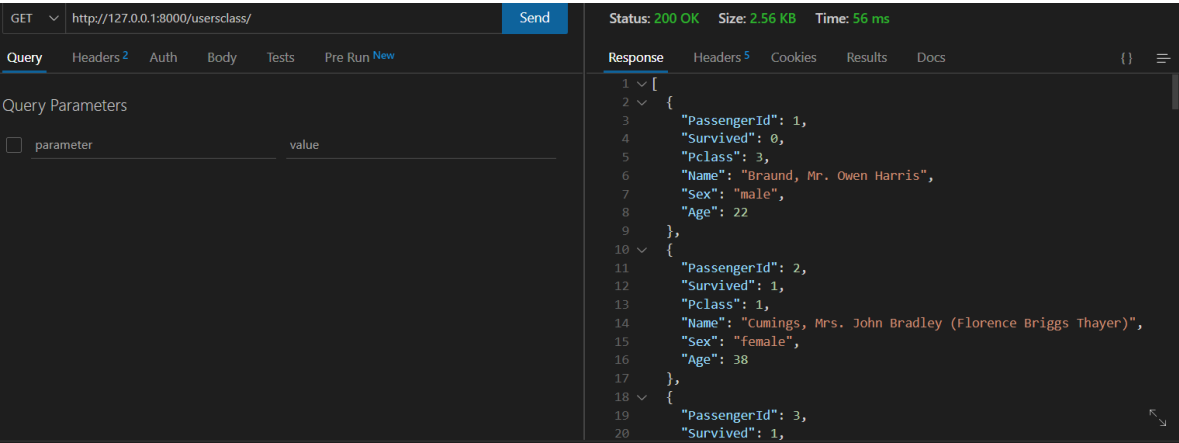 GET http://127.0.0.1:8000/usersclass/ Send
Query Headers 2 Auth Body Tests Pre Run New
Query Parameters
parameter value
Status: 200 OK Size: 2.56 KB Time: 56 ms
Response Headers 5 Cookies Results Docs {}
1 [
2 {
3 "PassengerId": 1,
4 "Survived": 0,
5 "Pclass": 3,
6 "Name": "Braund, Mr. Owen Harris",
7 "Sex": "male",
8 "Age": 22
9 },
10 {
11 "PassengerId": 2,
12 "Survived": 1,
13 "Pclass": 1,
14 "Name": "Cumings, Mrs. John Bradley (Florence Briggs Thayer)",
15 "Sex": "female",
16 "Age": 38
17 },
18 {
19 "PassengerId": 3,
20 "Survived": 1,